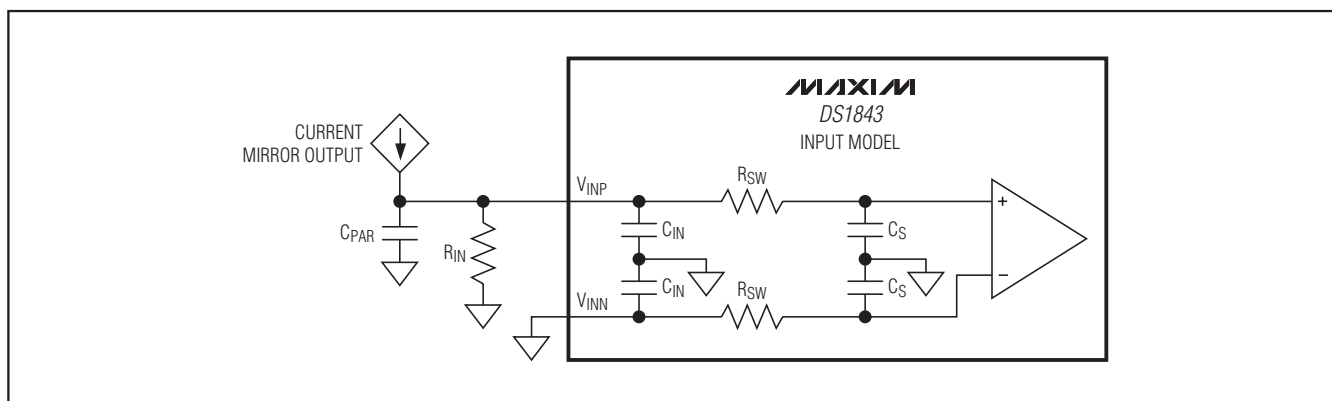 MAXIM
DS1843
INPUT MODEL
CURRENT
MIRROR OUTPUT
VINP
RSW
CIN
CS
CPAR
RIN
+
CIN
RSW
CS
−
VINN